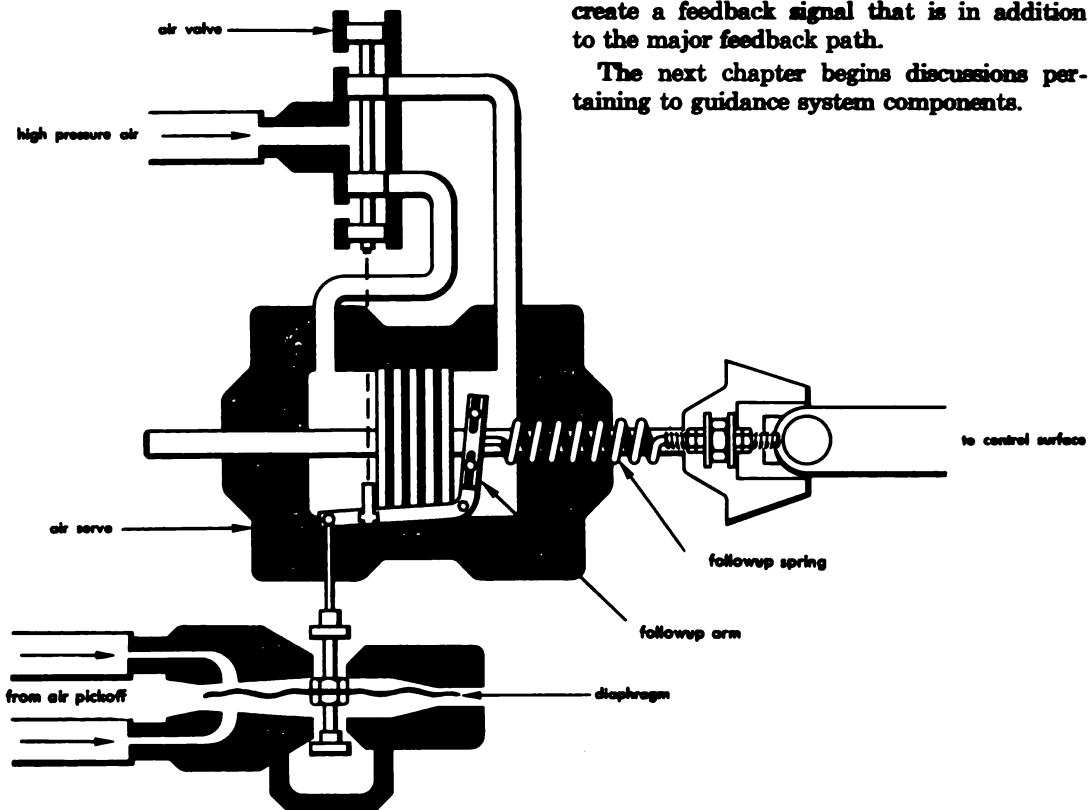 create a feedback signal that is in addition
to the major feedback path.
The next chapter begins discussions per-
taining to guidance system components.
air valve
high pressure air
to control surface
air serve
followup spring
followup arm
from air pickoff
diaphragm